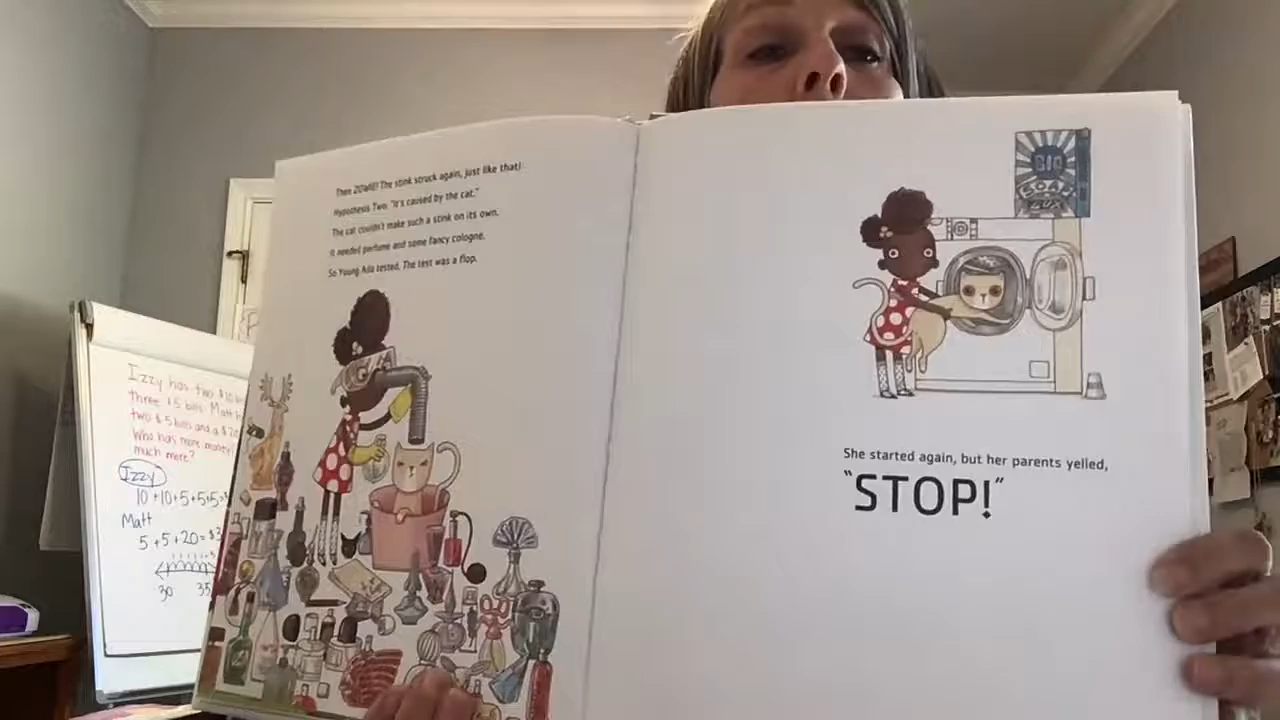 Then ZOWIE! The stink struck again, just like that!
Hypothesis Two: "It's caused by the cat."
The cat couldn't make such a stink on its own.
It needed perfume and some fancy cologne.
So Young Ada tested. The test was a flop.
BIG
SOAP
She started again, but her parents yelled,
"STOP!"
Izzy has two $10
three $5 bills. Matt
two $5 bills and a $20
Who has more money?
much more?
Izzy
10+10+5+5+5=
Matt
5+5+20=$3
30 35